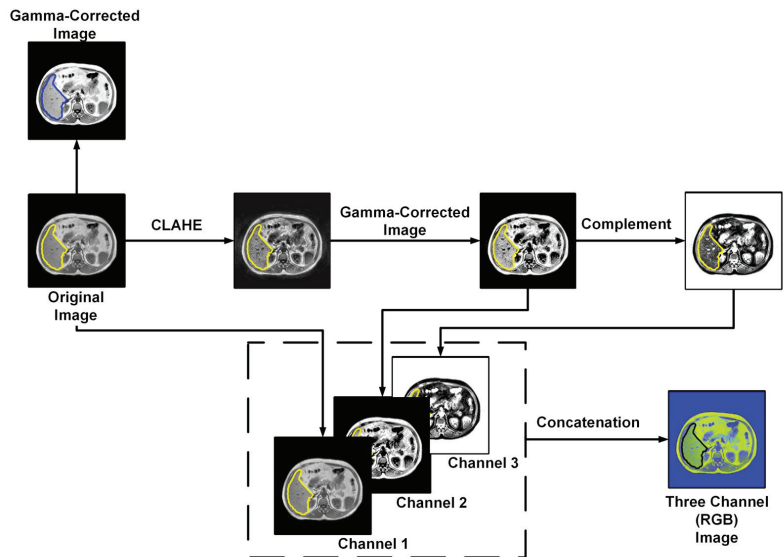 Gamma-Corrected
Image
CLAHE
Gamma-Corrected
Image
Complement
Original
Image
Concatenation
Channel 3
Channel 2
Channel 1
Three Channel
(RGB)
Image